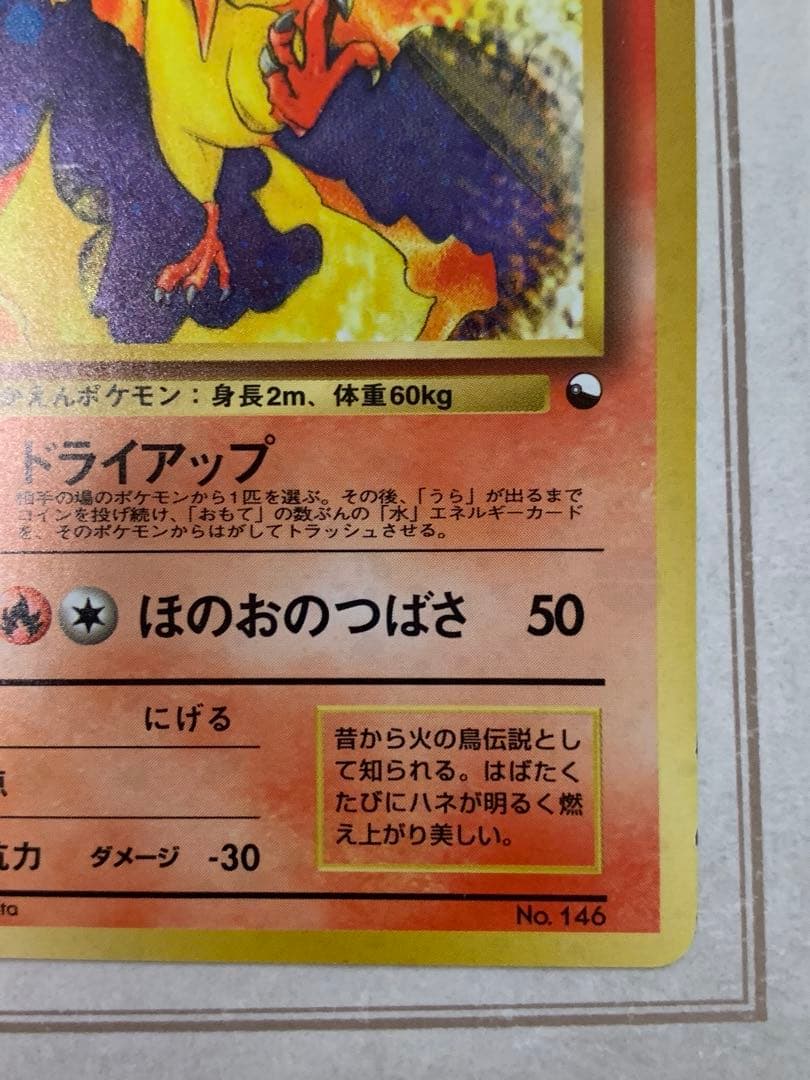 かえんポケモン：身長2m、体重60kg
ドライアップ
相手の場のポケモンから1匹を選ぶ。その後、「うら」が出るまで
コインを投げ続け、「おもて」の数ぶんの「水」エネルギーカード
を、そのポケモンからはがしてトラッシュさせる。
ほのおのつばさ 50
にげる
点
抗力 ダメージ -30
昔から火の鳥伝説とし
て知られる。はばたく
たびにハネが明るく燃
え上がり美しい。
ta
No. 146